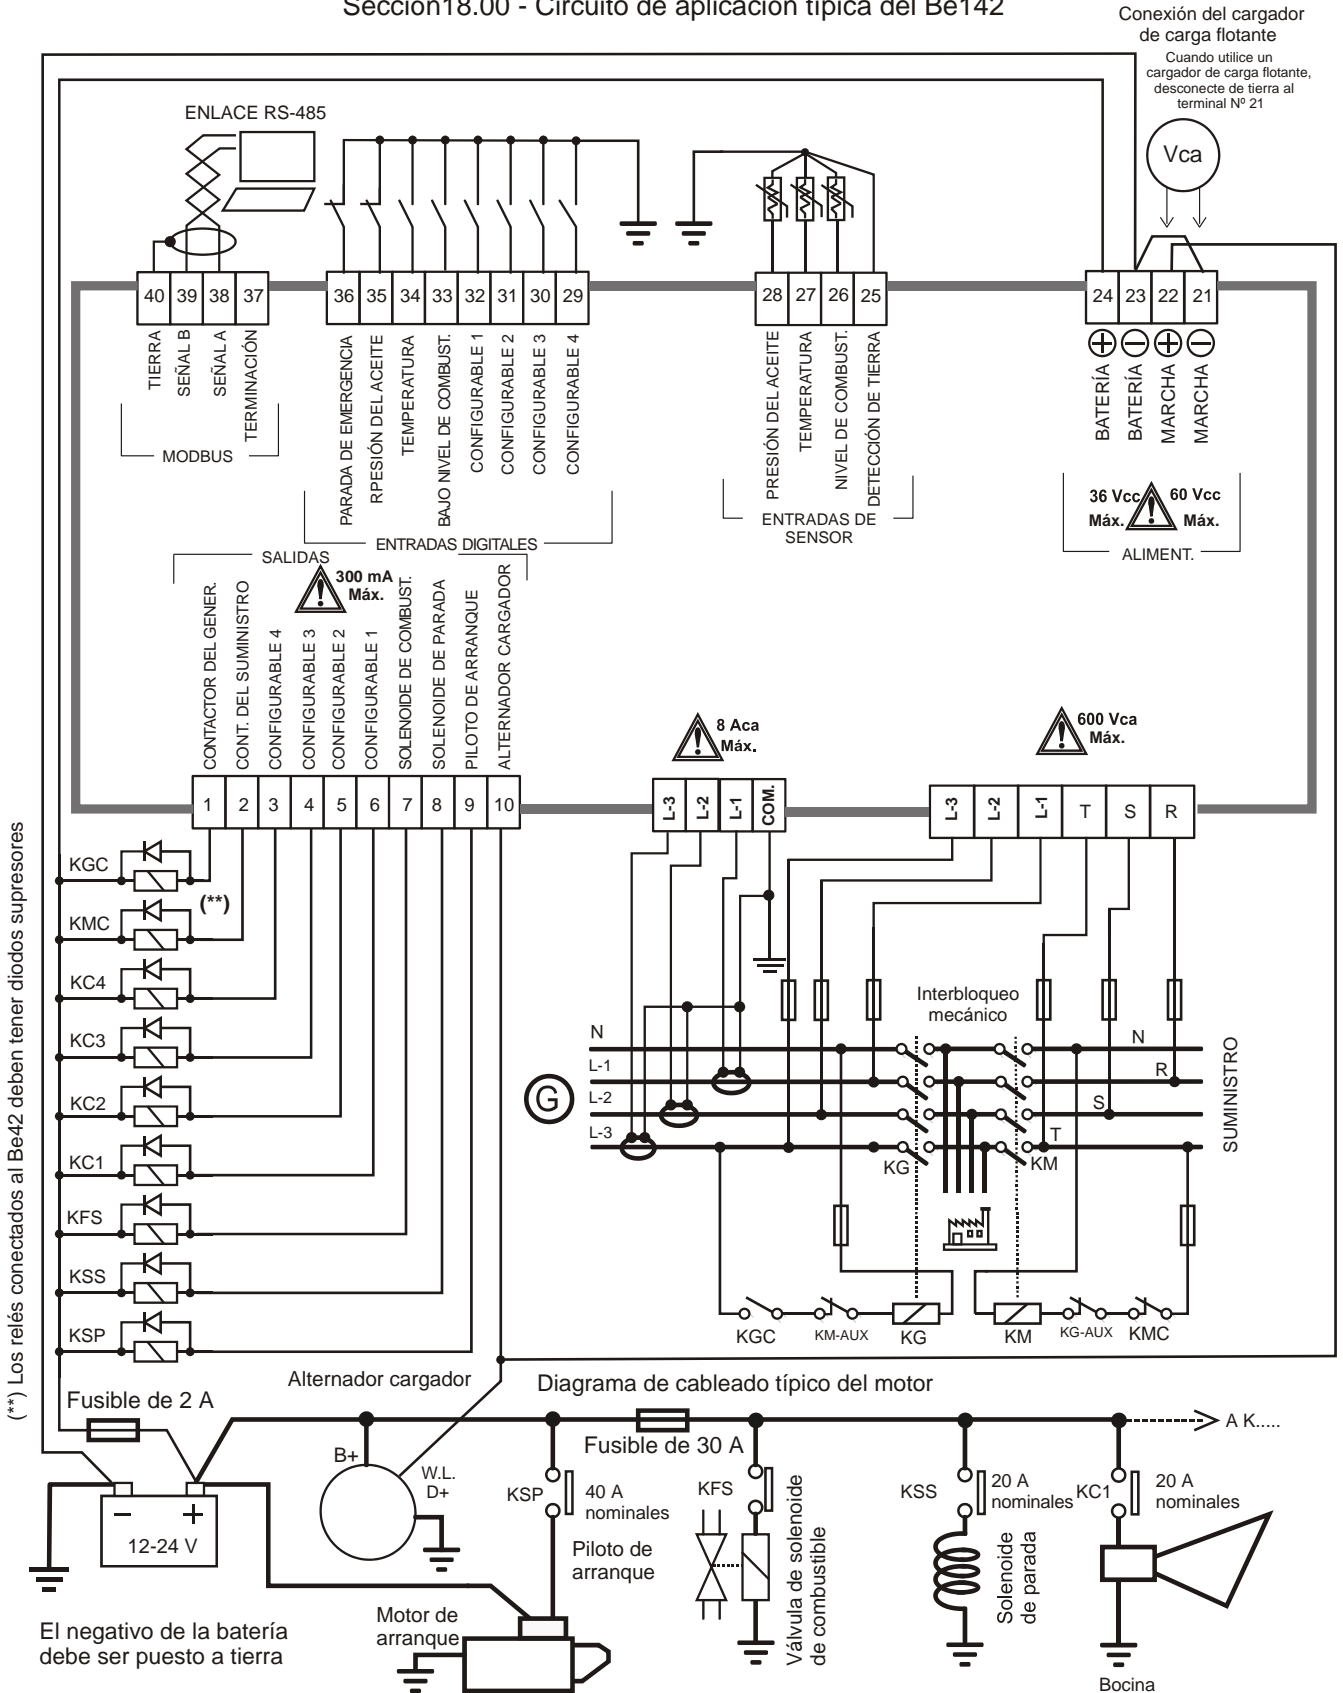 Sección18.00 - Circuito de aplicación típica del Be142
Conexión del cargador
de carga flotante
Cuando utilice un
cargador de carga flotante,
desconecte de tierra al
terminal Nº 21
Vca
ENLACE RS-485
40 39 38 37
36 35 34 33 32 31 30 29
28 27 26 25
24 23 22 21
TIERRA
SEÑAL B
SEÑAL A
TERMINACIÓN
MODBUS
PARADA DE EMERGENCIA
RPESIÓN DEL ACEITE
TEMPERATURA
BAJO NIVEL DE COMBUST.
CONFIGURABLE 1
CONFIGURABLE 2
CONFIGURABLE 3
CONFIGURABLE 4
ENTRADAS DIGITALES
PRESIÓN DEL ACEITE
TEMPERATURA
NIVEL DE COMBUST.
DETECCIÓN DE TIERRA
ENTRADAS DE
SENSOR
+ − + −
BATERÍA
BATERÍA
MARCHA
MARCHA
36 Vcc
Máx.
60 Vcc
Máx.
ALIMENT.
SALIDAS
300 mA
Máx.
CONTACTOR DEL GENER.
CONT. DEL SUMINISTRO
CONFIGURABLE 4
CONFIGURABLE 3
CONFIGURABLE 2
CONFIGURABLE 1
SOLENOIDE DE COMBUST.
SOLENOIDE DE PARADA
PILOTO DE ARRANQUE
ALTERNADOR CARGADOR
1 2 3 4 5 6 7 8 9 10
8 Aca
Máx.
L-3 L-2 L-1 COM.
600 Vca
Máx.
L-3 L-2 L-1 T S R
(**) Los relés conectados al Be42 deben tener diodos supresores
KGC
(**)
KMC
KC4
KC3
KC2
KC1
KFS
KSS
KSP
Interbloqueo
mecánico
N
L-1
L-2
L-3
G
N
R
S
T
SUMINISTRO
KG
KM
KGC
KM-AUX
KG
KM
KG-AUX
KMC
Alternador cargador
Diagrama de cableado típico del motor
Fusible de 2 A
Fusible de 30 A
A K.....
B+
W.L.
D+
− +
12-24 V
KSP
40 A
nominales
Piloto de
arranque
KFS
Válvula de solenoide
de combustible
KSS
20 A
nominales
Solenoide
de parada
KC1
20 A
nominales
Motor de
arranque
El negativo de la batería
debe ser puesto a tierra
Bocina